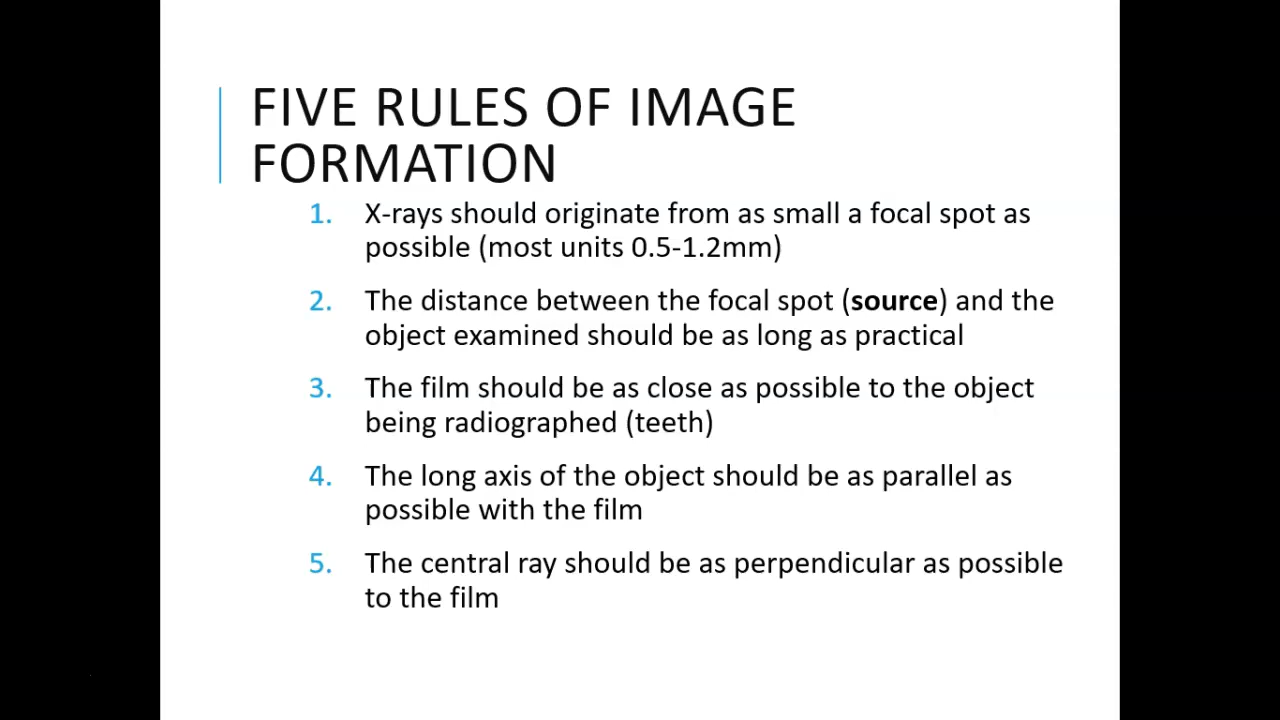 FIVE RULES OF IMAGE
FORMATION
1. X-rays should originate from as small a focal spot as
possible (most units 0.5-1.2mm)
2. The distance between the focal spot (source) and the
object examined should be as long as practical
3. The film should be as close as possible to the object
being radiographed (teeth)
4. The long axis of the object should be as parallel as
possible with the film
5. The central ray should be as perpendicular as possible
to the film